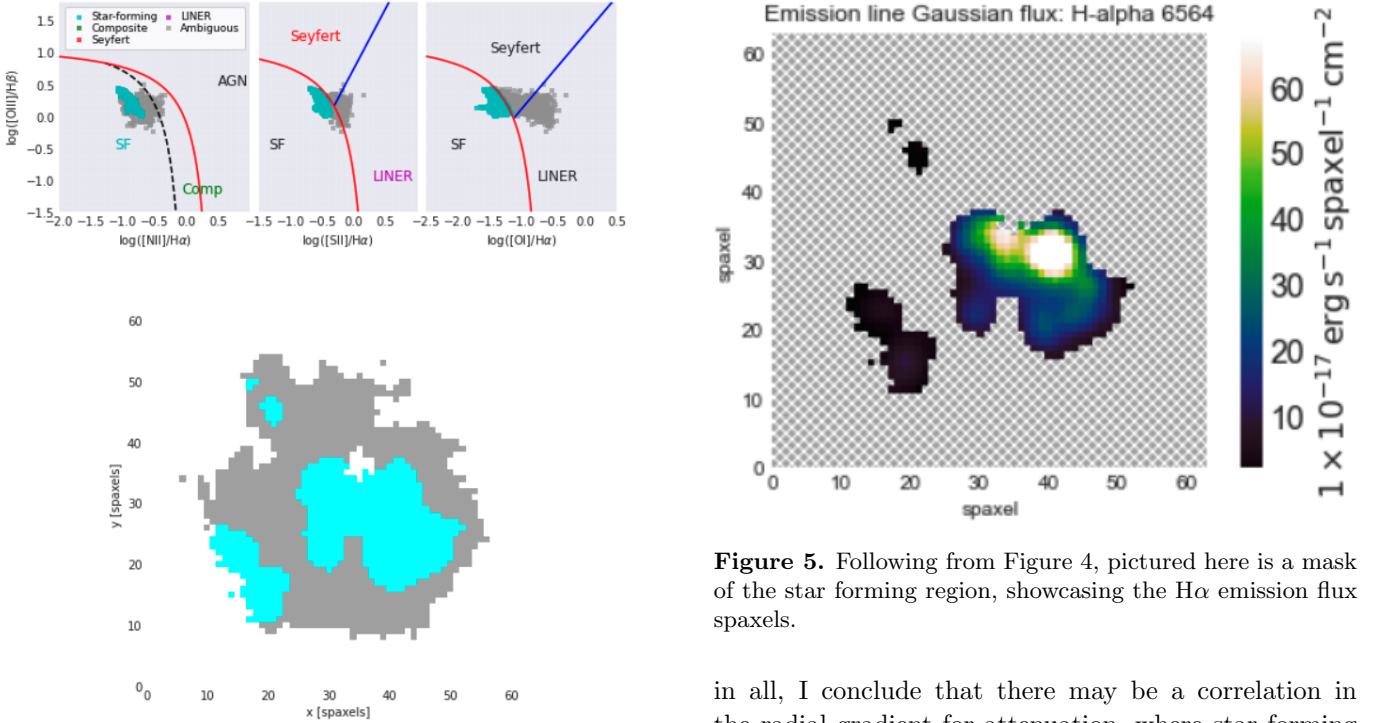 Star-forming
Composite
Seyfert
LINER
Ambiguous
log([OIII]/Hβ)
1.5
1.0
0.5
0.0
−0.5
−1.0
−1.5
AGN
SF
Comp
−2.0 −1.5 −1.0 −0.5 0.0
log([NII]/Hα)
Seyfert
SF
LINER
−1.5 −1.0 −0.5 0.0 0.5
log([SII]/Hα)
Seyfert
SF
LINER
−2.5 −2.0 −1.5 −1.0 −0.5 0.0 0.5
log([OI]/Hα)
y [spaxels]
60
50
40
30
20
10
0
0 10 20 30 40 50 60
x [spaxels]
Emission line Gaussian flux: H-alpha 6564
spaxel
60
50
40
30
20
10
0
0 10 20 30 40 50 60
spaxel
60
50
40
30
20
10
1 × 10⁻¹⁷ erg s⁻¹ spaxel⁻¹ cm⁻²
Figure 5. Following from Figure 4, pictured here is a mask
of the star forming region, showcasing the Hα emission flux
spaxels.
in all, I conclude that there may be a correlation in
the radial gradient for attenuation, where star forming